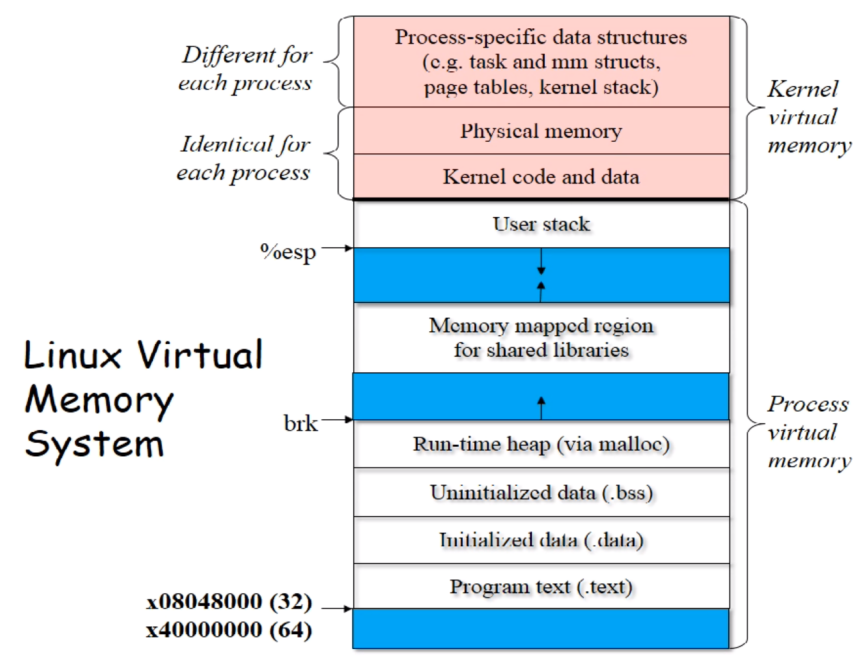 Different for
each process
Process-specific data structures
(e.g. task and mm structs,
page tables, kernel stack)
Kernel
virtual
memory
Identical for
each process
Physical memory
Kernel code and data
User stack
%esp
Memory mapped region
for shared libraries
Linux Virtual
Memory
System
brk
Run-time heap (via malloc)
Process
virtual
memory
Uninitialized data (.bss)
Initialized data (.data)
Program text (.text)
x08048000 (32)
x40000000 (64)